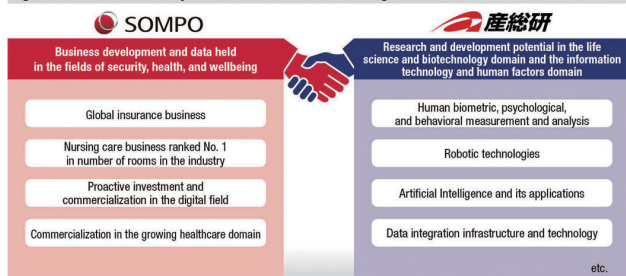 SOMPO
産総研
Business development and data held
in the fields of security, health, and wellbeing
Research and development potential in the life
science and biotechnology domain and the information
technology and human factors domain
Global insurance business
Nursing care business ranked No. 1
in number of rooms in the industry
Proactive investment and
commercialization in the digital field
Commercialization in the growing healthcare domain
Human biometric, psychological,
and behavioral measurement and analysis
Robotic technologies
Artificial Intelligence and its applications
Data integration infrastructure and technology
etc.